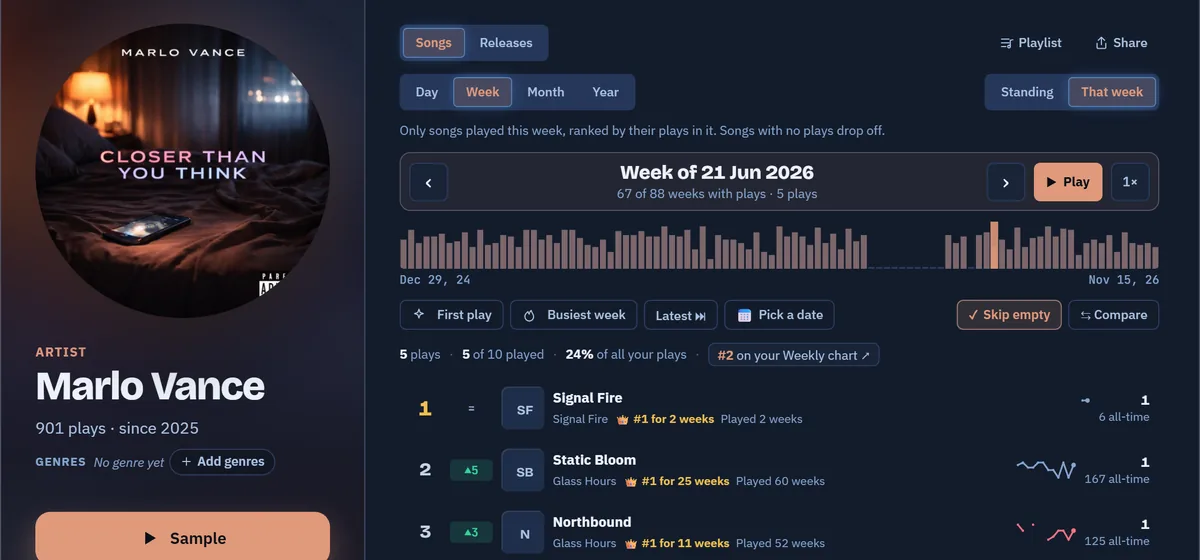 MARLO VANCE
CLOSER THAN
YOU THINK
ARTIST
Marlo Vance
901 plays · since 2025
GENRES No genre yet + Add genres
▶ Sample
Songs Releases
Playlist Share
Day Week Month Year
Standing That week
Only songs played this week, ranked by their plays in it. Songs with no plays drop off.
‹ Week of 21 Jun 2026 › ▶ Play 1×
67 of 88 weeks with plays · 5 plays
Dec 29, 24 Nov 15, 26
First play Busiest week Latest ⏭ Pick a date
✓ Skip empty ⇆ Compare
5 plays · 5 of 10 played · 24% of all your plays · #2 on your Weekly chart ↗
1 = SF Signal Fire 1
Signal Fire #1 for 2 weeks Played 2 weeks 6 all-time
2 ▲5 SB Static Bloom 1
Glass Hours #1 for 25 weeks Played 60 weeks 167 all-time
3 ▲3 N Northbound 1
Glass Hours #1 for 11 weeks Played 52 weeks 125 all-time